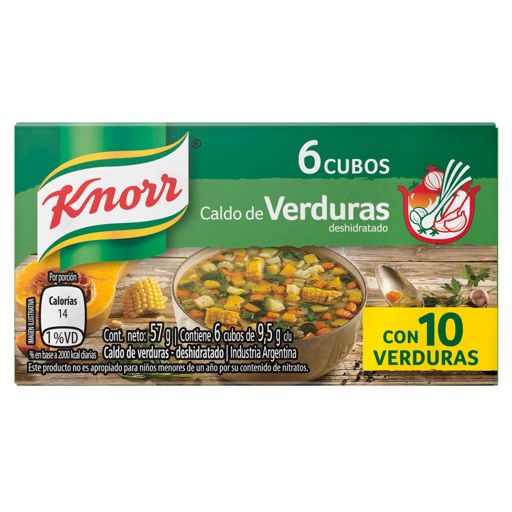 Knorr®
6 CUBOS
Caldo de Verduras
deshidratado
Por porción
Calorías
14
1 %VD
% en base a 2000 kcal diarias
IMAGEN ILUSTRATIVA
Cont. neto: 57 g | Contiene 6 cubos de 9,5 g c/u
Caldo de verduras - deshidratado | Industria Argentina
Este producto no es apropiado para niños menores de un año por su contenido de nitratos.
CON 10
VERDURAS